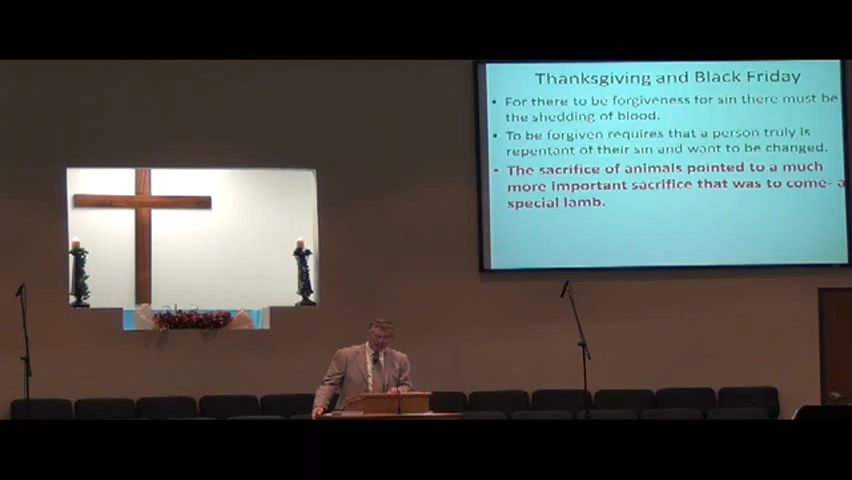 Thanksgiving and Black Friday
• For there to be forgiveness for sin there must be
the shedding of blood.
• To be forgiven requires that a person truly is
repentant of their sin and want to be changed.
• The sacrifice of animals pointed to a much
more important sacrifice that was to come- a
special lamb.